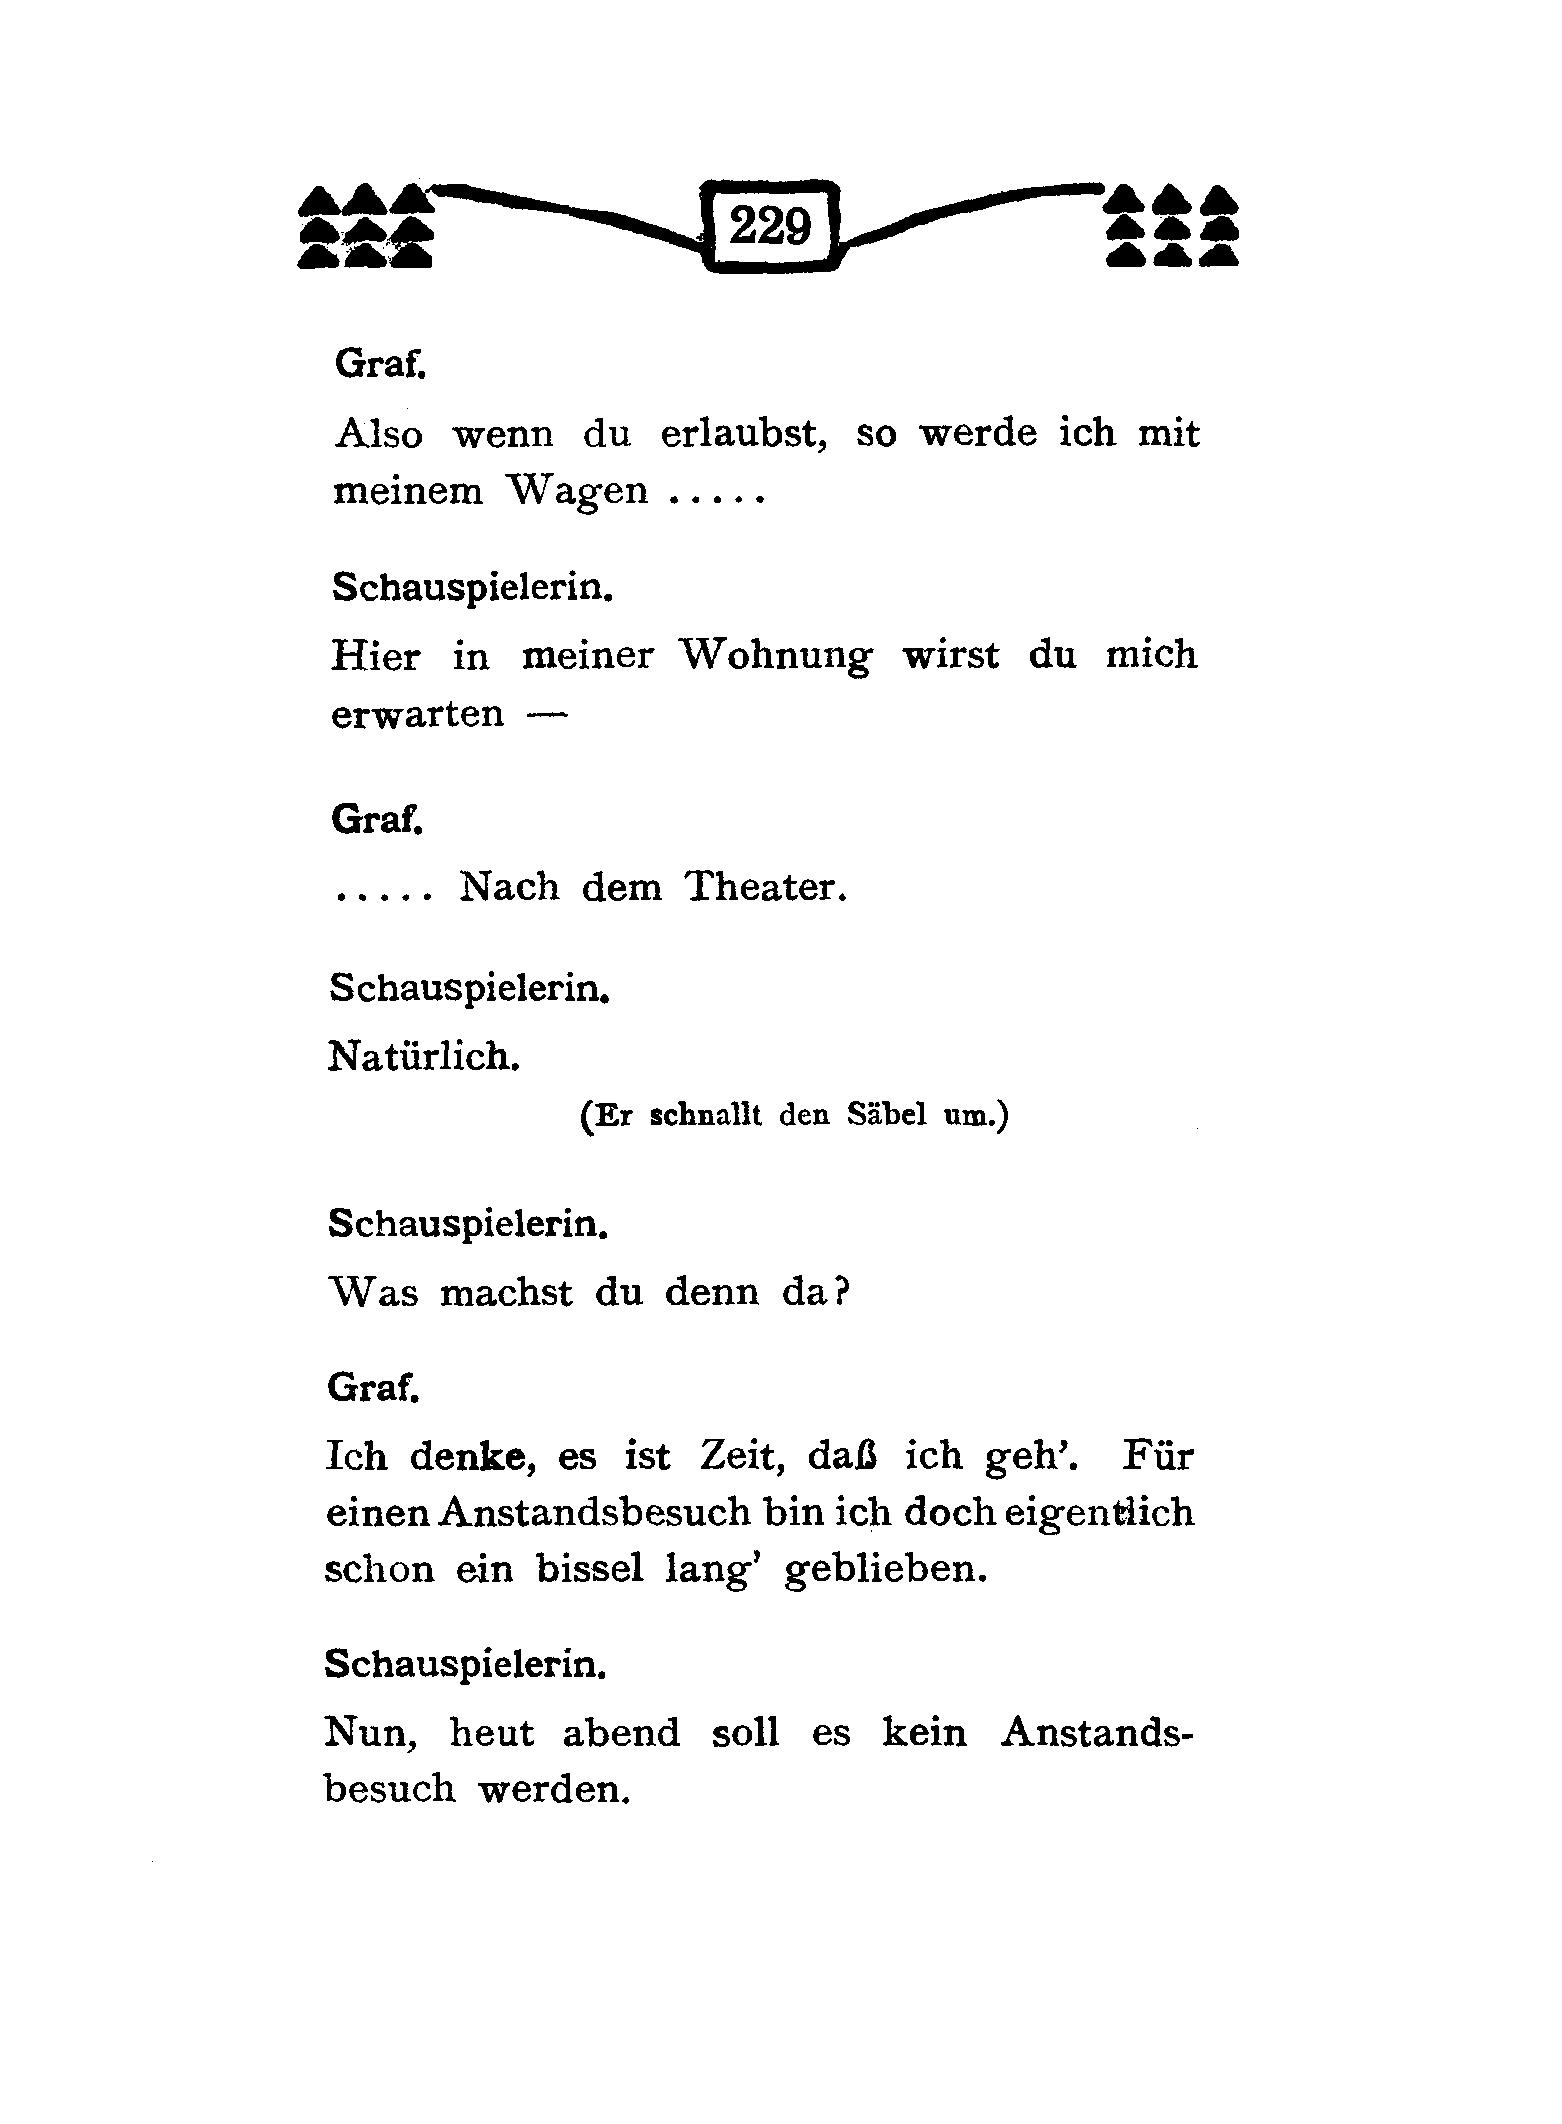 229
Graf.
Also wenn du erlaubst, so werde ich mit
meinem Wagen .....
Schauspielerin.
Hier in meiner Wohnung wirst du mich
erwarten —
Graf.
..... Nach dem Theater.
Schauspielerin.
Natürlich.
(Er schnallt den Säbel um.)
Schauspielerin.
Was machst du denn da?
Graf.
Ich denke, es ist Zeit, daß ich geh’. Für
einen Anstandsbesuch bin ich doch eigentlich
schon ein bissel lang’ geblieben.
Schauspielerin.
Nun, heut abend soll es kein Anstands-
besuch werden.